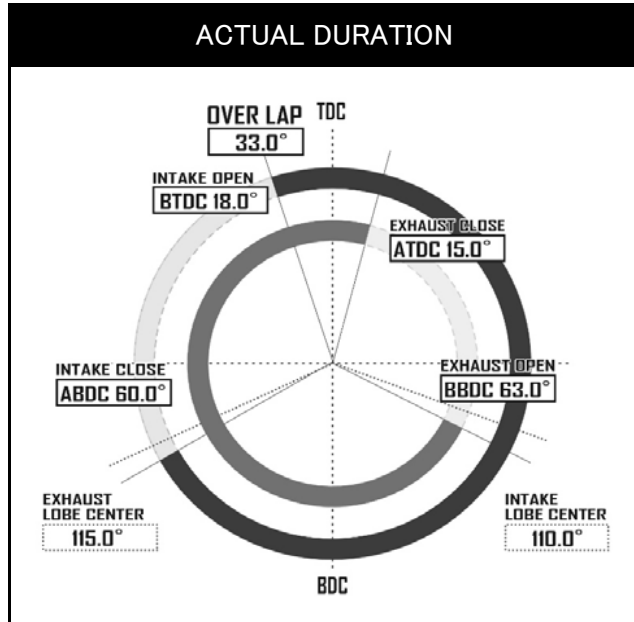 ACTUAL DURATION
OVER LAP
33.0°
TDC
INTAKE OPEN
BTDC 18.0°
EXHAUST CLOSE
ATDC 15.0°
INTAKE CLOSE
ABDC 60.0°
EXHAUST OPEN
BBDC 63.0°
EXHAUST
LOBE CENTER
115.0°
INTAKE
LOBE CENTER
110.0°
BDC